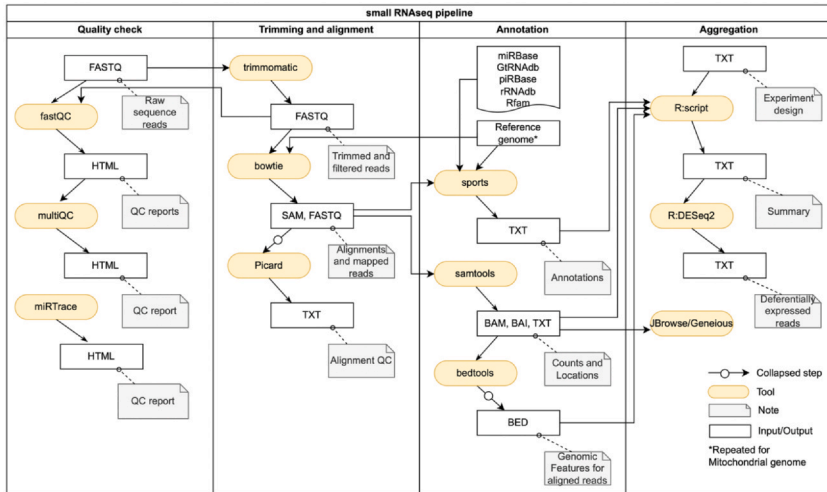 small RNAseq pipeline
Quality check
Trimming and alignment
Annotation
Aggregation
FASTQ
Raw
sequence
reads
fastQC
HTML
QC reports
multiQC
HTML
QC report
miRTrace
HTML
QC report
trimmomatic
FASTQ
Trimmed and
filtered reads
bowtie
SAM, FASTQ
Alignments
and mapped
reads
Picard
TXT
Alignment QC
miRBase
GtRNAdb
piRBase
rRNAdb
Rfam
Reference
genome*
sports
TXT
Annotations
samtools
BAM, BAI, TXT
Counts and
Locations
bedtools
BED
Genomic
Features for
aligned reads
TXT
Experiment
design
R:script
TXT
Summary
R:DESeq2
TXT
Deferentially
expressed
reads
JBrowse/Geneious
Collapsed step
Tool
Note
Input/Output
*Repeated for
Mitochondrial genome